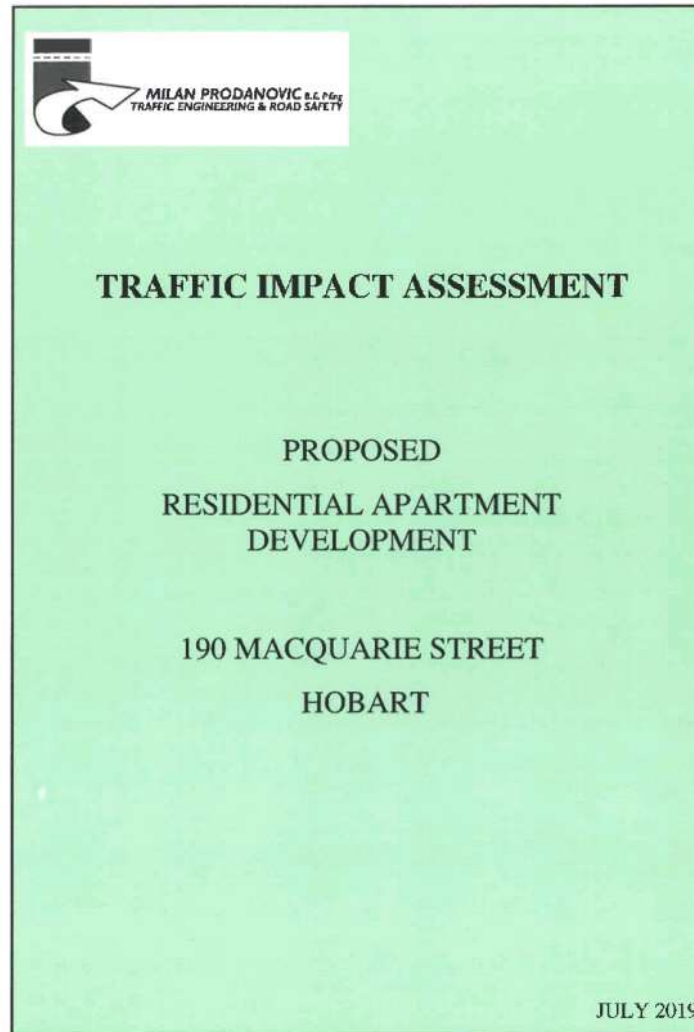 MILAN PRODANOVIC B.E. PEng
TRAFFIC ENGINEERING & ROAD SAFETY
TRAFFIC IMPACT ASSESSMENT
PROPOSED
RESIDENTIAL APARTMENT
DEVELOPMENT
190 MACQUARIE STREET
HOBART
JULY 2019